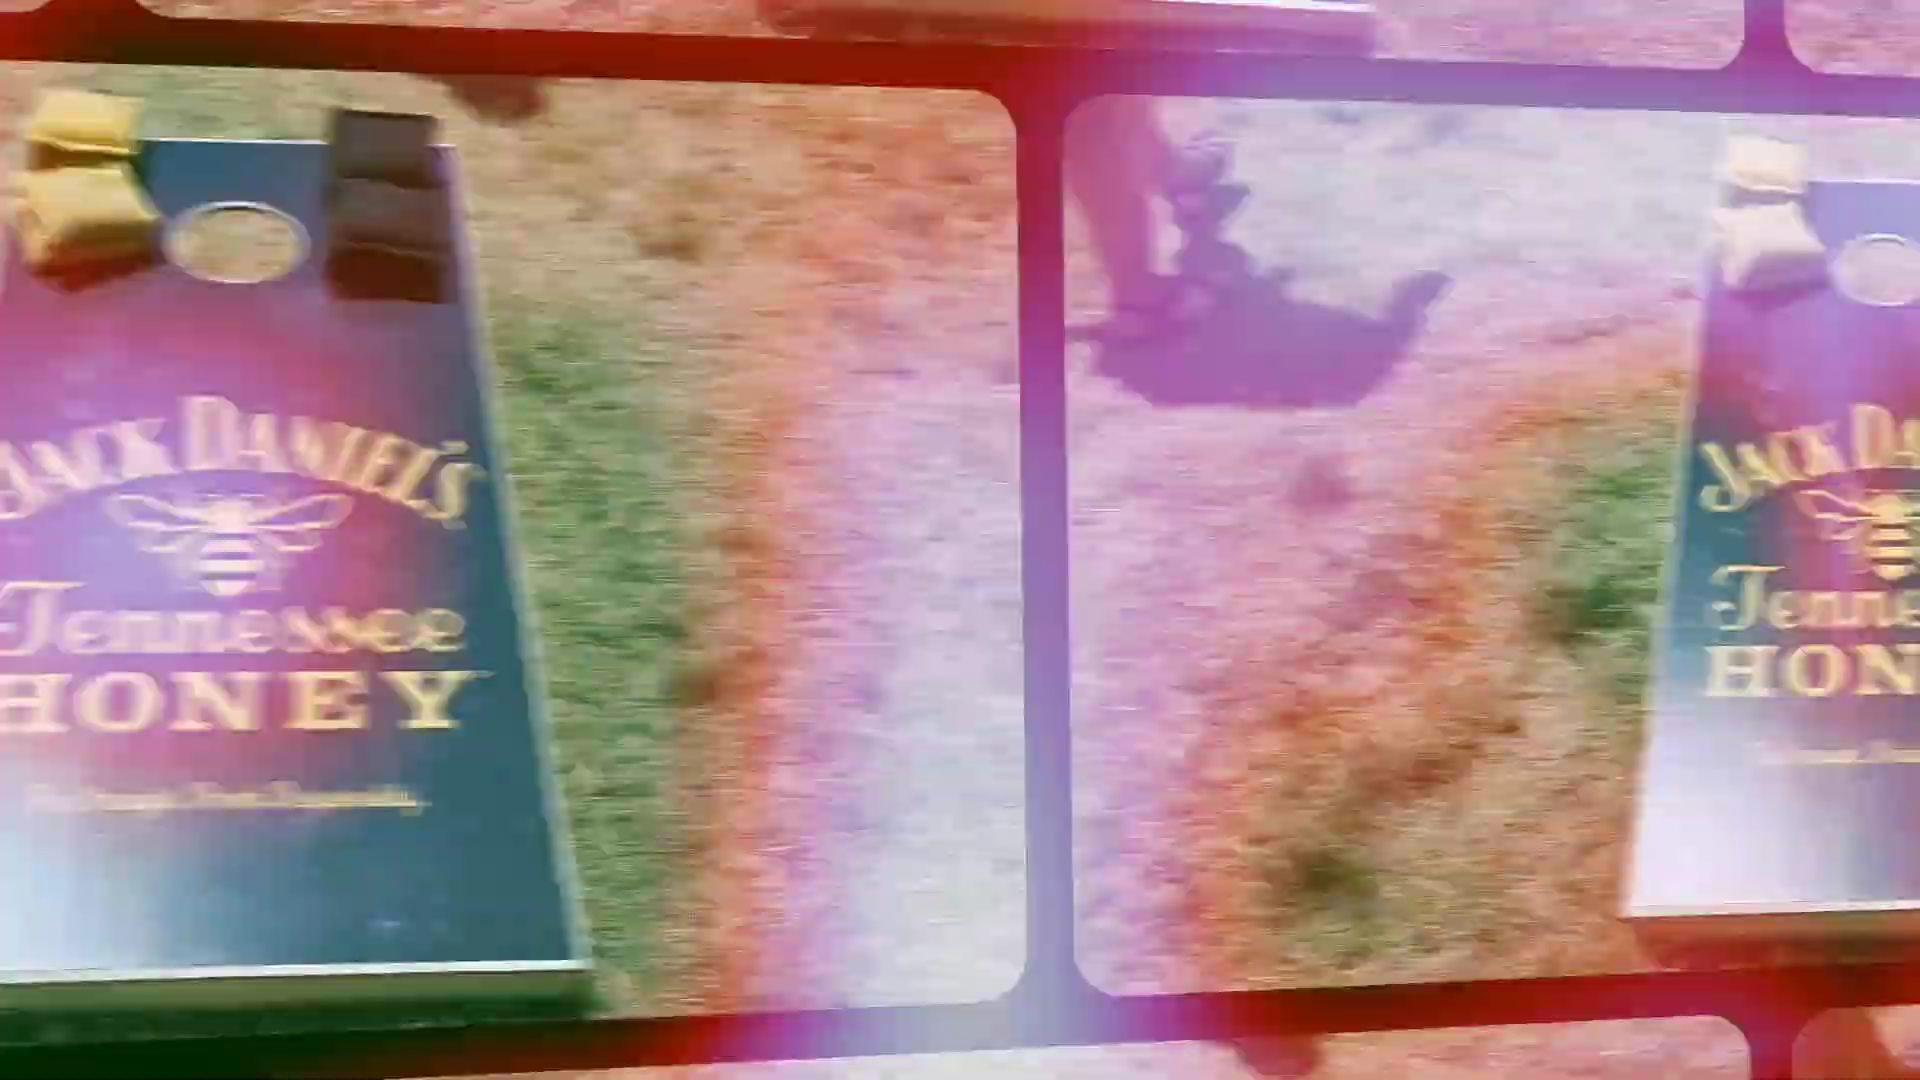 JACK DANIEL'S
Tennessee
HONEY
JACK DA
Tenne
HON